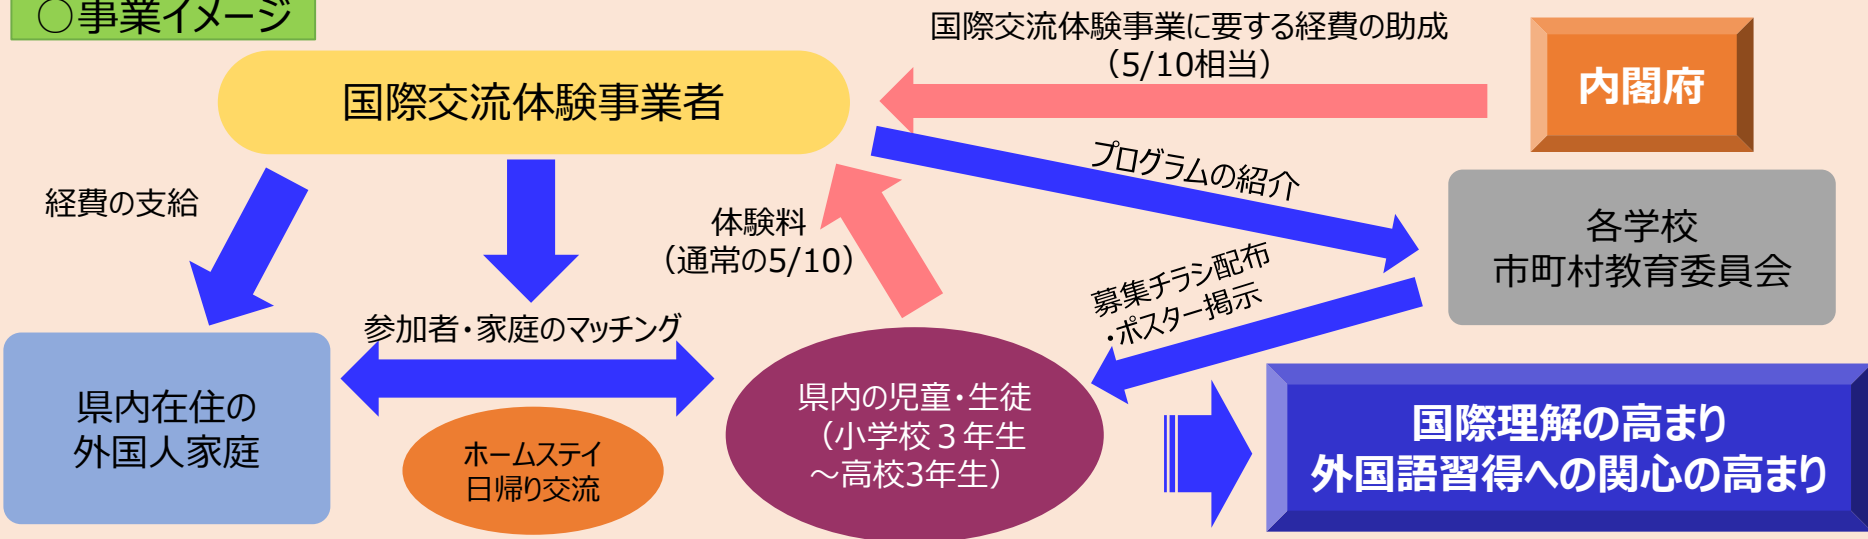 ○事業イメージ
国際交流体験事業に要する経費の助成
（5/10相当）
内閣府
国際交流体験事業者
プログラムの紹介
経費の支給
体験料
（通常の5/10）
各学校
市町村教育委員会
募集チラシ配布
・ポスター掲示
参加者・家庭のマッチング
県内在住の
外国人家庭
ホームステイ
日帰り交流
県内の児童・生徒
（小学校３年生
～高校3年生）
国際理解の高まり
外国語習得への関心の高まり